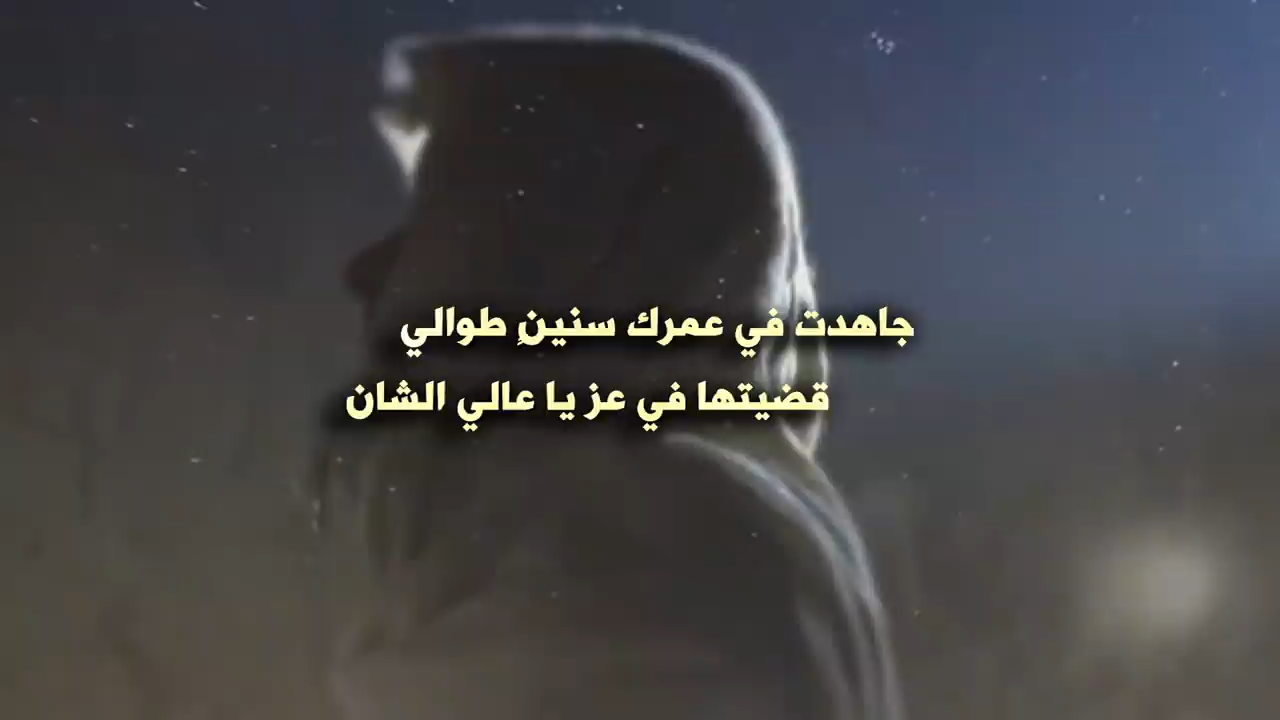 جاهدت في عمرك سنينٍ طوالي
قضيتها في عز يا عالي الشان